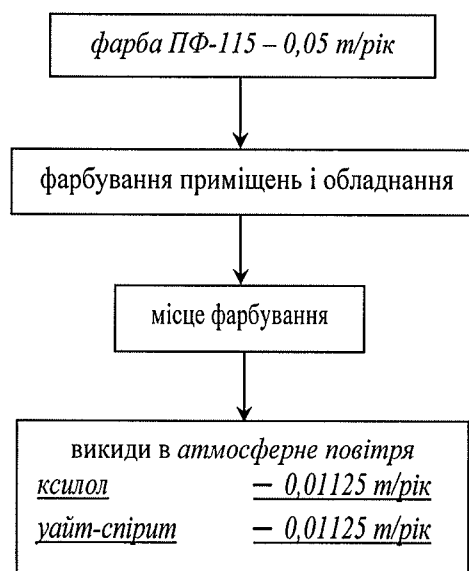 фарба ПФ-115 – 0,05 т/рік
фарбування приміщень і обладнання
місце фарбування
викиди в атмосферне повітря
ксилол – 0,01125 т/рік
уайт-спірит – 0,01125 т/рік